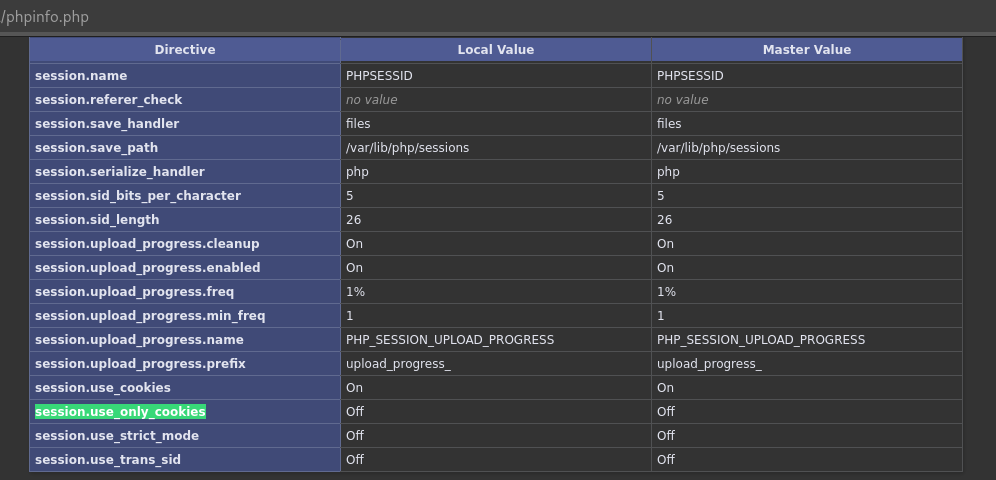 /phpinfo.php
Directive Local Value Master Value
session.name PHPSESSID PHPSESSID
session.referer_check no value no value
session.save_handler files files
session.save_path /var/lib/php/sessions /var/lib/php/sessions
session.serialize_handler php php
session.sid_bits_per_character 5 5
session.sid_length 26 26
session.upload_progress.cleanup On On
session.upload_progress.enabled On On
session.upload_progress.freq 1% 1%
session.upload_progress.min_freq 1 1
session.upload_progress.name PHP_SESSION_UPLOAD_PROGRESS PHP_SESSION_UPLOAD_PROGRESS
session.upload_progress.prefix upload_progress_ upload_progress_
session.use_cookies On On
session.use_only_cookies Off Off
session.use_strict_mode Off Off
session.use_trans_sid Off Off